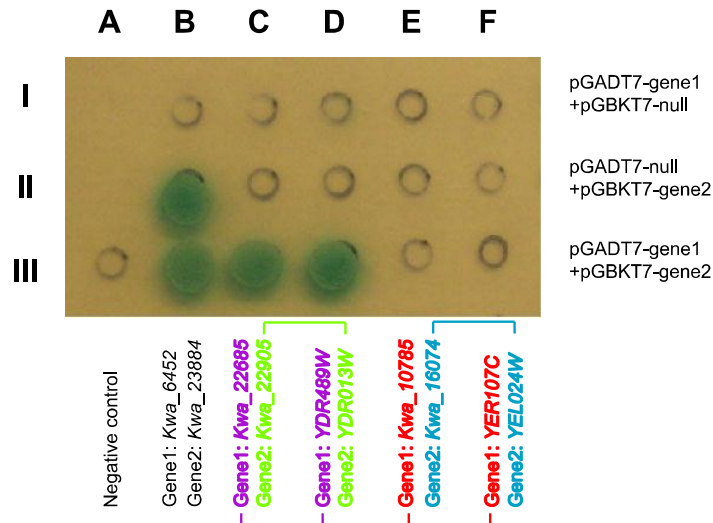 A B C D E F
I
pGADT7-gene1
+pGBKT7-null
II
pGADT7-null
+pGBKT7-gene2
III
pGADT7-gene1
+pGBKT7-gene2
Negative control
Gene1: Kwa_6452
Gene2: Kwa_23884
Gene1: Kwa_22685
Gene2: Kwa_22905
Gene1: YDR489W
Gene2: YDR013W
Gene1: Kwa_10785
Gene2: Kwa_16074
Gene1: YER107C
Gene2: YEL024W